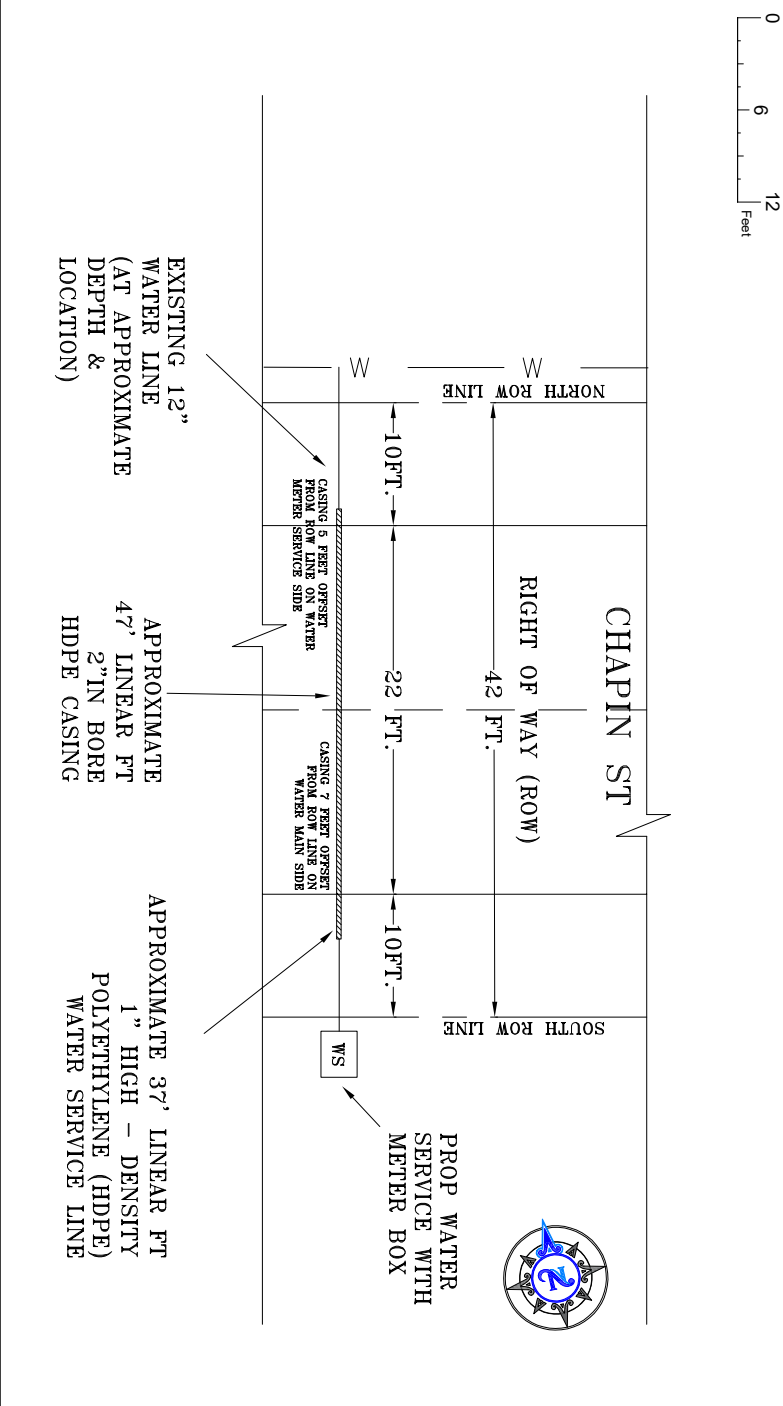 0
6
12
Feet
CHAPIN ST
RIGHT OF WAY (ROW)
W
W
NORTH ROW LINE
SOUTH ROW LINE
42 FT.
10FT.
22 FT.
10FT.
CASING 5 FEET OFFSET
FROM ROW LINE ON WATER
METER SERVICE SIDE
CASING 7 FEET OFFSET
FROM ROW LINE ON
WATER MAIN SIDE
WS
N
PROP WATER
SERVICE WITH
METER BOX
EXISTING 12"
WATER LINE
(AT APPROXIMATE
DEPTH &
LOCATION)
APPROXIMATE
47' LINEAR FT
2"IN BORE
HDPE CASING
APPROXIMATE 37' LINEAR FT
1" HIGH - DENSITY
POLYETHYLENE (HDPE)
WATER SERVICE LINE